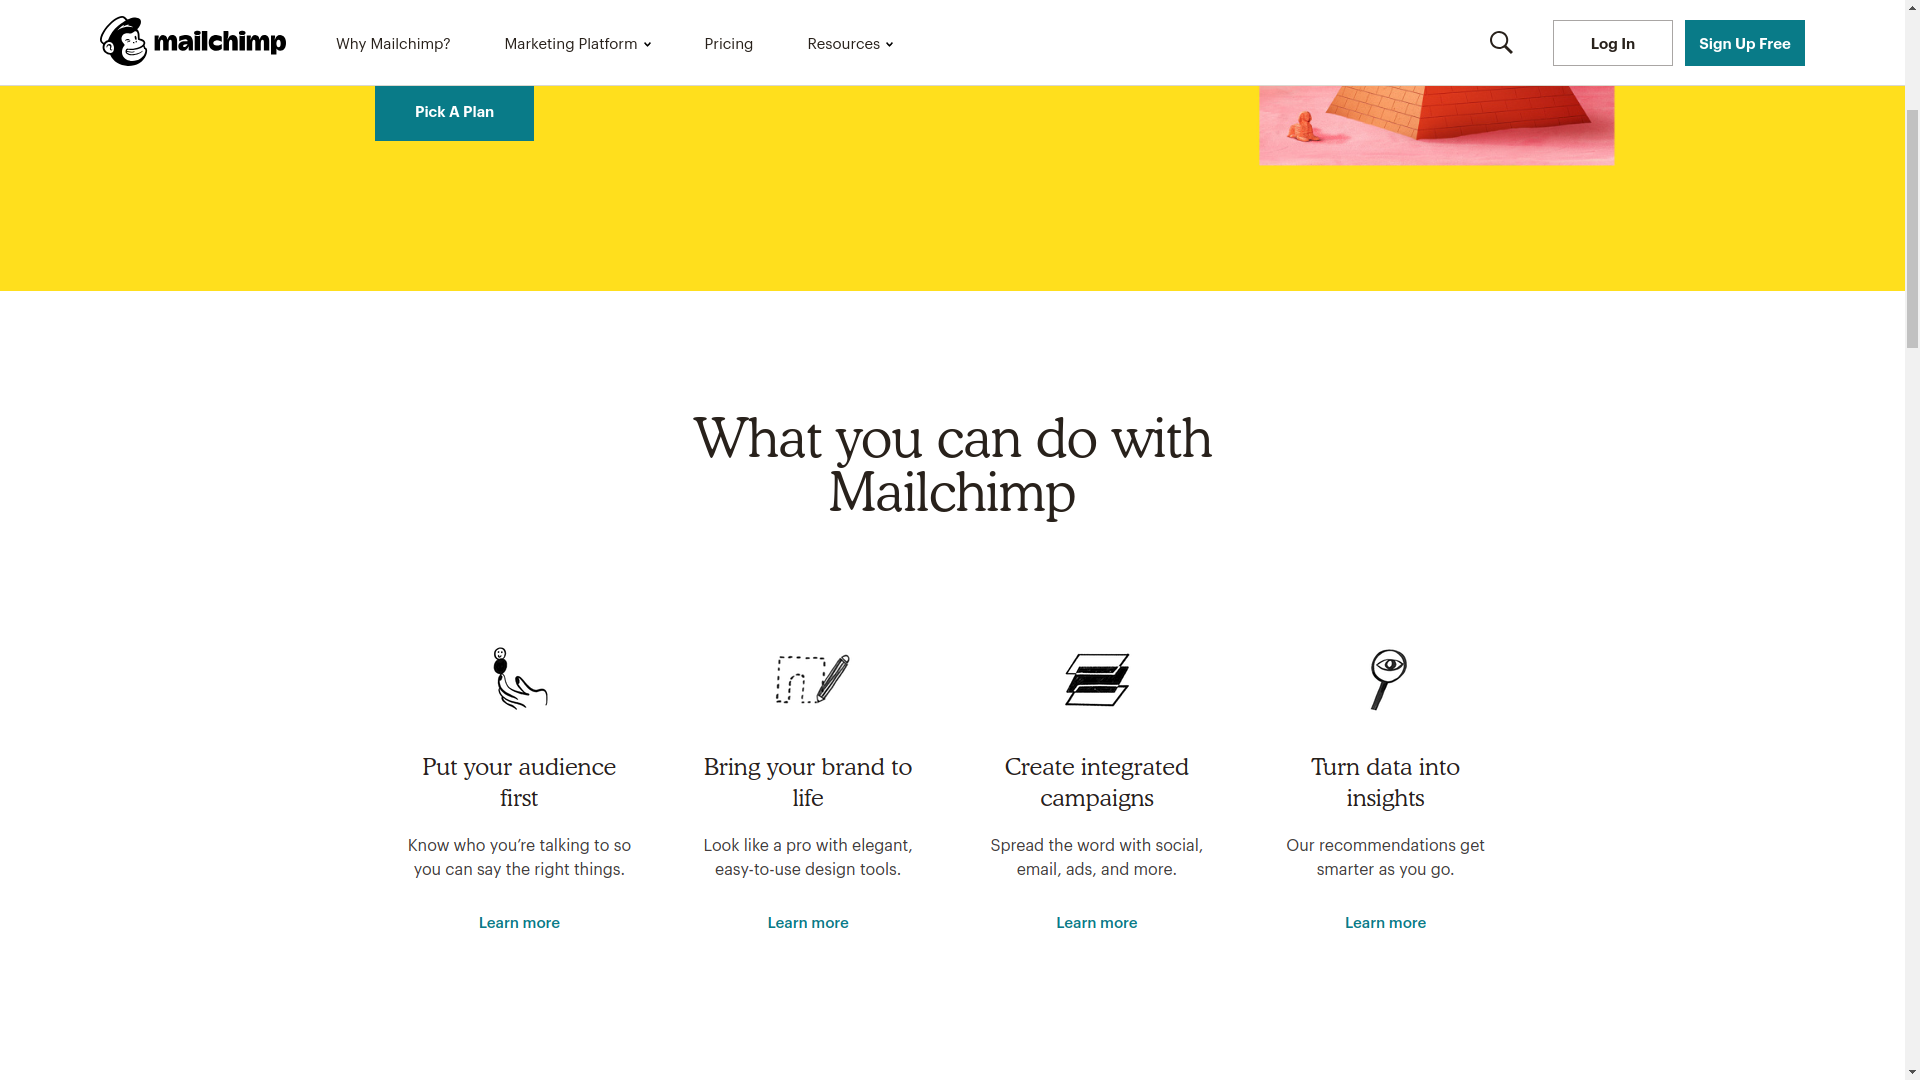 mailchimp
Why Mailchimp?
Marketing Platform
Pricing
Resources
Log In
Sign Up Free
Pick A Plan
What you can do with
Mailchimp
Put your audience
first
Know who you’re talking to so
you can say the right things.
Learn more
Bring your brand to
life
Look like a pro with elegant,
easy-to-use design tools.
Learn more
Create integrated
campaigns
Spread the word with social,
email, ads, and more.
Learn more
Turn data into
insights
Our recommendations get
smarter as you go.
Learn more